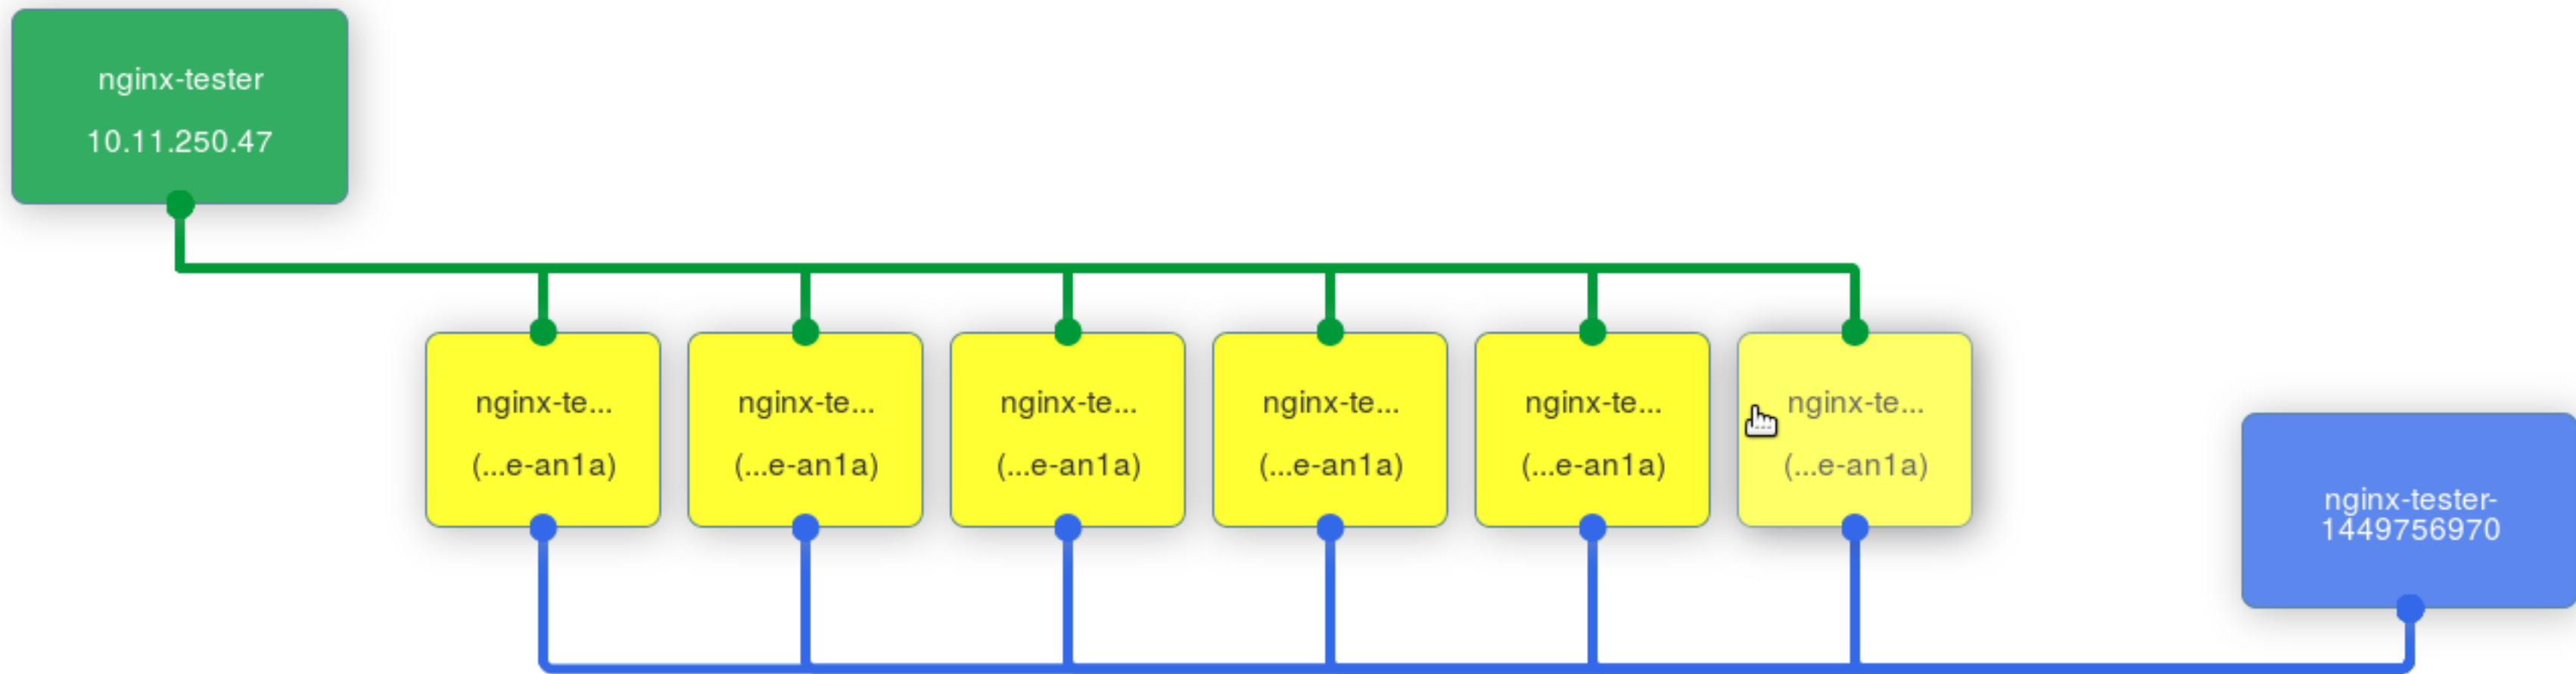 nginx-tester
10.11.250.47
nginx-te...
(...e-an1a)
nginx-te...
(...e-an1a)
nginx-te...
(...e-an1a)
nginx-te...
(...e-an1a)
nginx-te...
(...e-an1a)
nginx-te...
(...e-an1a)
nginx-tester-
1449756970